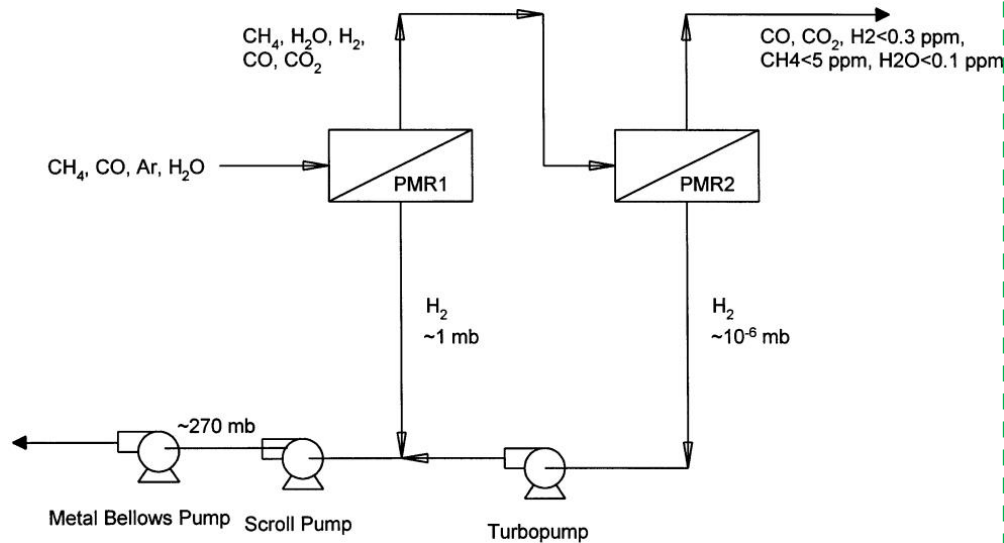 CH₄, H₂O, H₂,
CO, CO₂
CO, CO₂, H2<0.3 ppm,
CH4<5 ppm, H2O<0.1 ppm
CH₄, CO, Ar, H₂O
PMR1
PMR2
H₂
~1 mb
H₂
~10⁻⁶ mb
~270 mb
Metal Bellows Pump
Scroll Pump
Turbopump